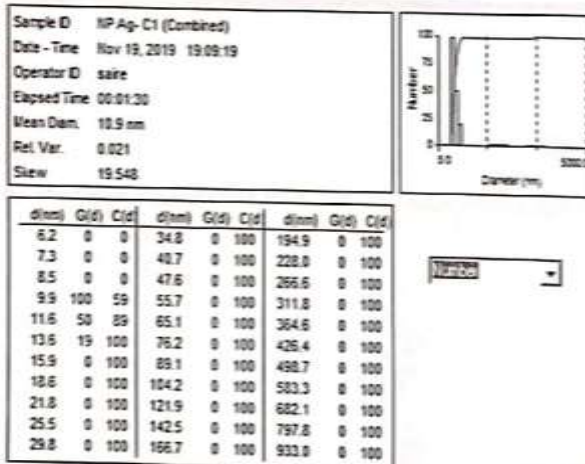 Sample ID NP Ag- C1 (Combined)
Date - Time Nov 19, 2019 19:09:19
Operator ID saire
Elapsed Time 00:01:30
Mean Diam. 10.9 nm
Rel. Var. 0.021
Skew 19.548
100
75
50
25
0
Number
5.0 5000.0
Diameter (nm)
d(nm) G(d) C(d) d(nm) G(d) C(d) d(nm) G(d) C(d)
6.2 0 0 34.8 0 100 194.9 0 100
7.3 0 0 40.7 0 100 228.0 0 100
8.5 0 0 47.6 0 100 266.6 0 100
9.9 100 59 55.7 0 100 311.8 0 100
11.6 50 89 65.1 0 100 364.6 0 100
13.6 19 100 76.2 0 100 426.4 0 100
15.9 0 100 89.1 0 100 498.7 0 100
18.6 0 100 104.2 0 100 583.3 0 100
21.8 0 100 121.9 0 100 682.1 0 100
25.5 0 100 142.5 0 100 797.8 0 100
29.8 0 100 166.7 0 100 933.0 0 100
Number